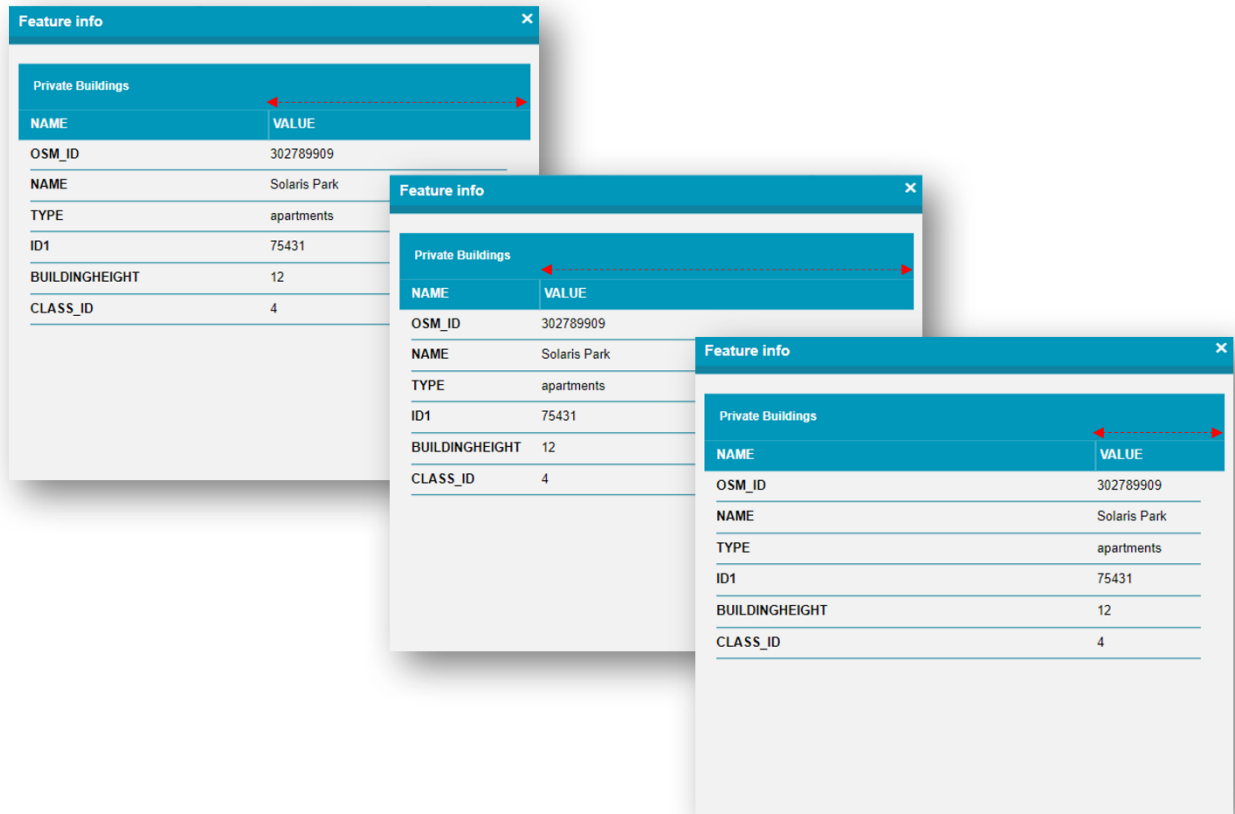 Feature info ×
Private Buildings
NAME VALUE
OSM_ID 302789909
NAME Solaris Park
TYPE apartments
ID1 75431
BUILDINGHEIGHT 12
CLASS_ID 4
Feature info ×
Private Buildings
NAME VALUE
OSM_ID 302789909
NAME Solaris Park
TYPE apartments
ID1 75431
BUILDINGHEIGHT 12
CLASS_ID 4
Feature info ×
Private Buildings
NAME VALUE
OSM_ID 302789909
NAME Solaris Park
TYPE apartments
ID1 75431
BUILDINGHEIGHT 12
CLASS_ID 4